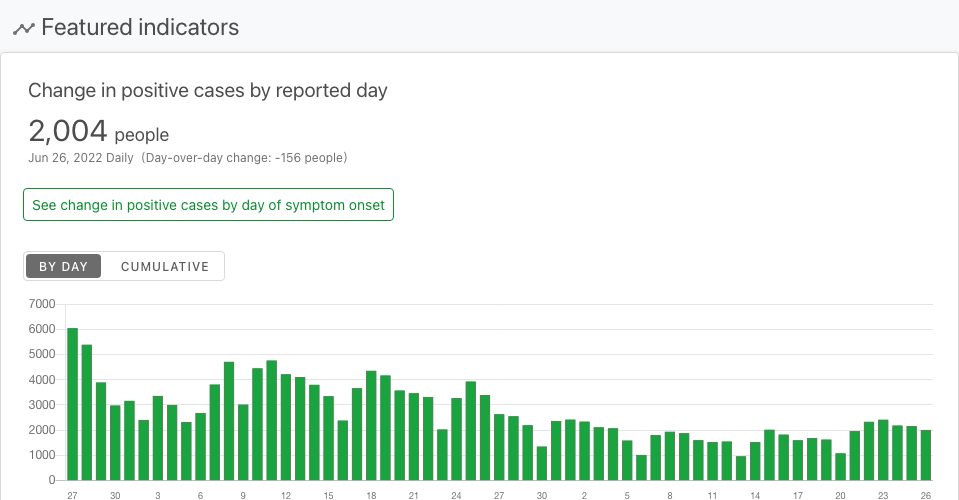 Featured indicators
Change in positive cases by reported day
2,004 people
Jun 26, 2022 Daily (Day-over-day change: -156 people)
See change in positive cases by day of symptom onset
BY DAY CUMULATIVE
7000
6000
5000
4000
3000
2000
1000
0
27 30 3 6 9 12 15 18 21 24 27 30 2 5 8 11 14 17 20 23 26